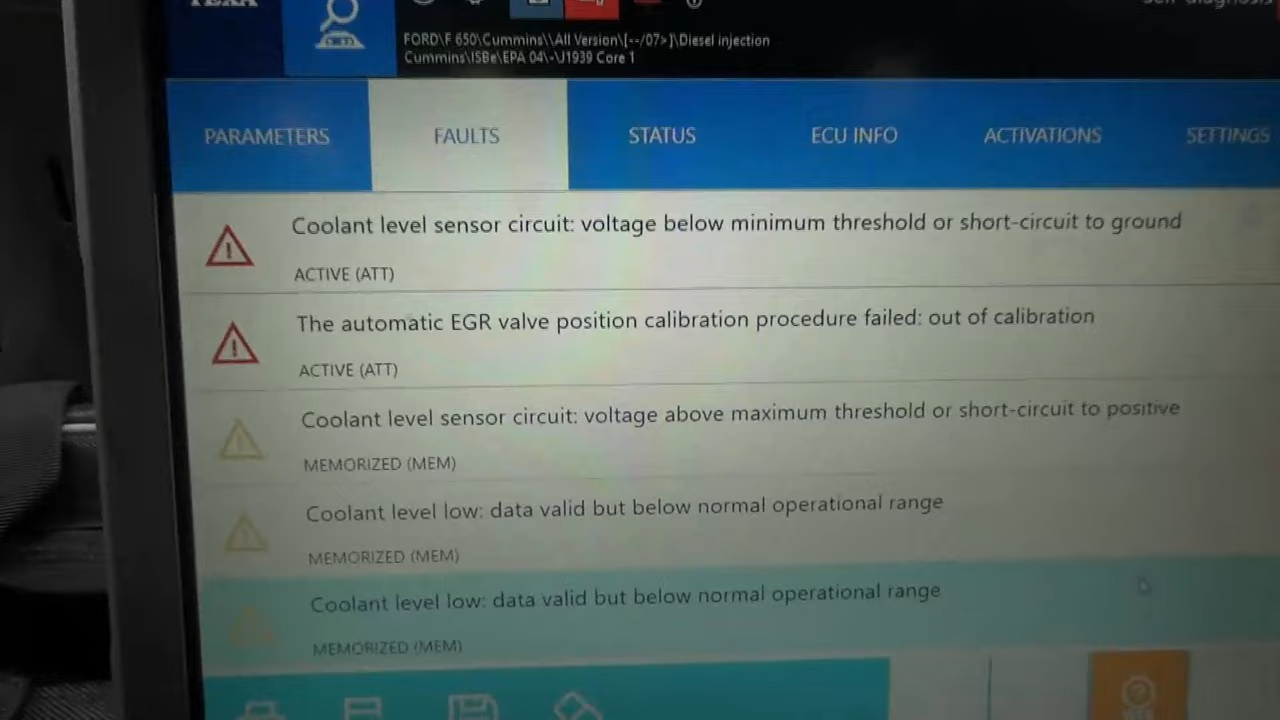 TEXA
FORD\F 650\Cummins\\All Version\[--/07>]\Diesel injection
Cummins\ISBe\EPA 04\-\J1939 Core 1
PARAMETERS
FAULTS
STATUS
ECU INFO
ACTIVATIONS
SETTINGS
Coolant level sensor circuit: voltage below minimum threshold or short-circuit to ground
ACTIVE (ATT)
The automatic EGR valve position calibration procedure failed: out of calibration
ACTIVE (ATT)
Coolant level sensor circuit: voltage above maximum threshold or short-circuit to positive
MEMORIZED (MEM)
Coolant level low: data valid but below normal operational range
MEMORIZED (MEM)
Coolant level low: data valid but below normal operational range
MEMORIZED (MEM)